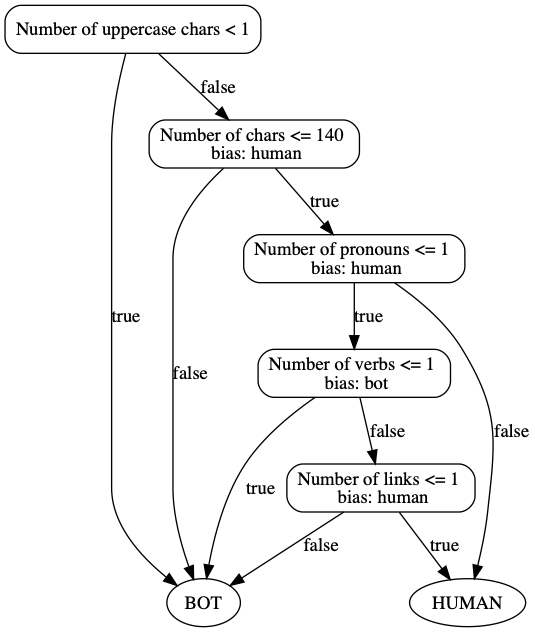 Number of uppercase chars < 1
false
Number of chars <= 140
bias: human
true
Number of pronouns <= 1
bias: human
true
true
Number of verbs <= 1
bias: bot
false
false
false
Number of links <= 1
bias: human
true
false
true
BOT
HUMAN